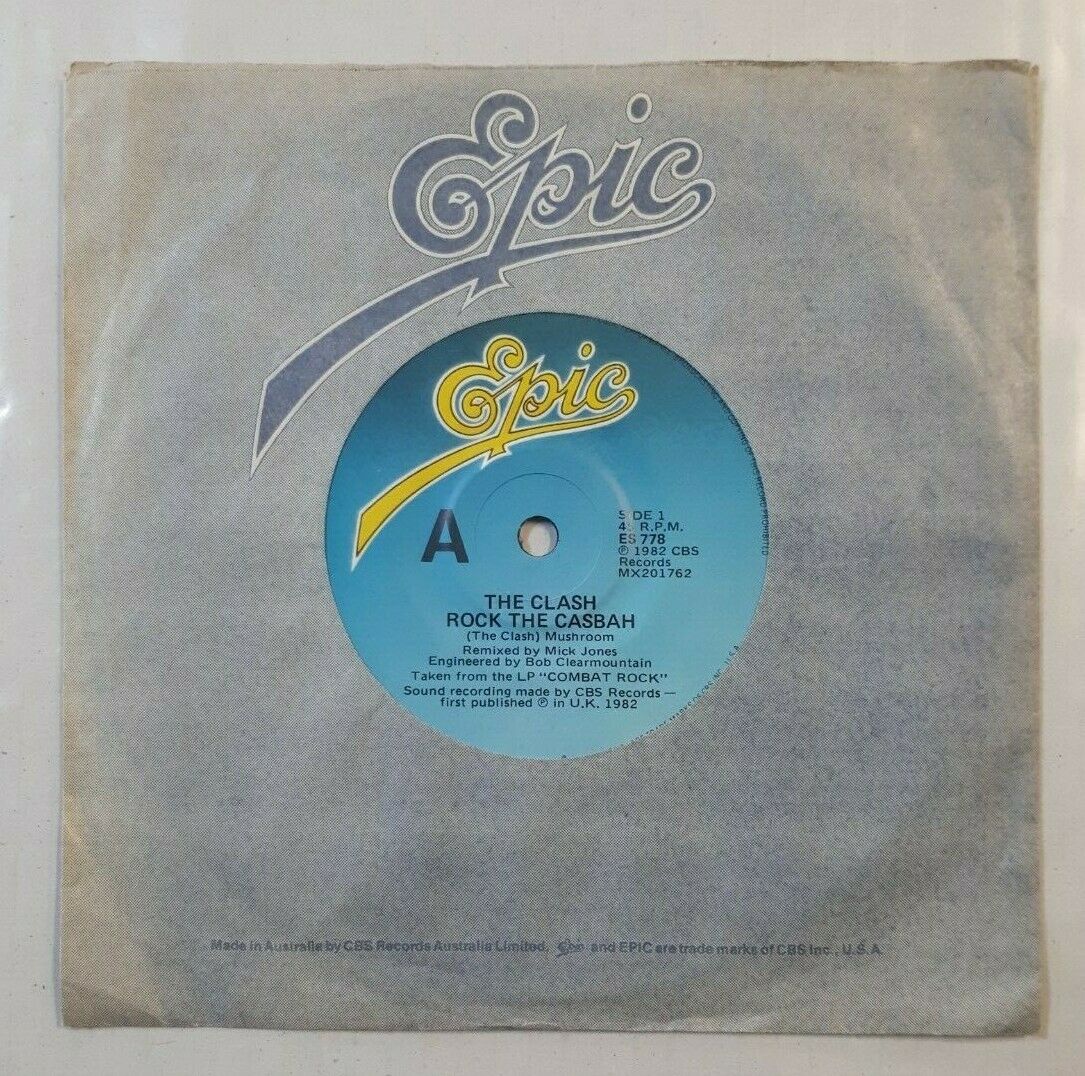 Epic
Epic
A
SIDE 1
45 R.P.M.
ES 778
℗ 1982 CBS
Records
MX201762
THE CLASH
ROCK THE CASBAH
(The Clash) Mushroom
Remixed by Mick Jones
Engineered by Bob Clearmountain
Taken from the LP "COMBAT ROCK"
Sound recording made by CBS Records —
first published ℗ in U.K. 1982
PROHIBITED
Made in Australia by CBS Records Australia Limited. Epic and EPIC are trade marks of CBS Inc., U.S.A.